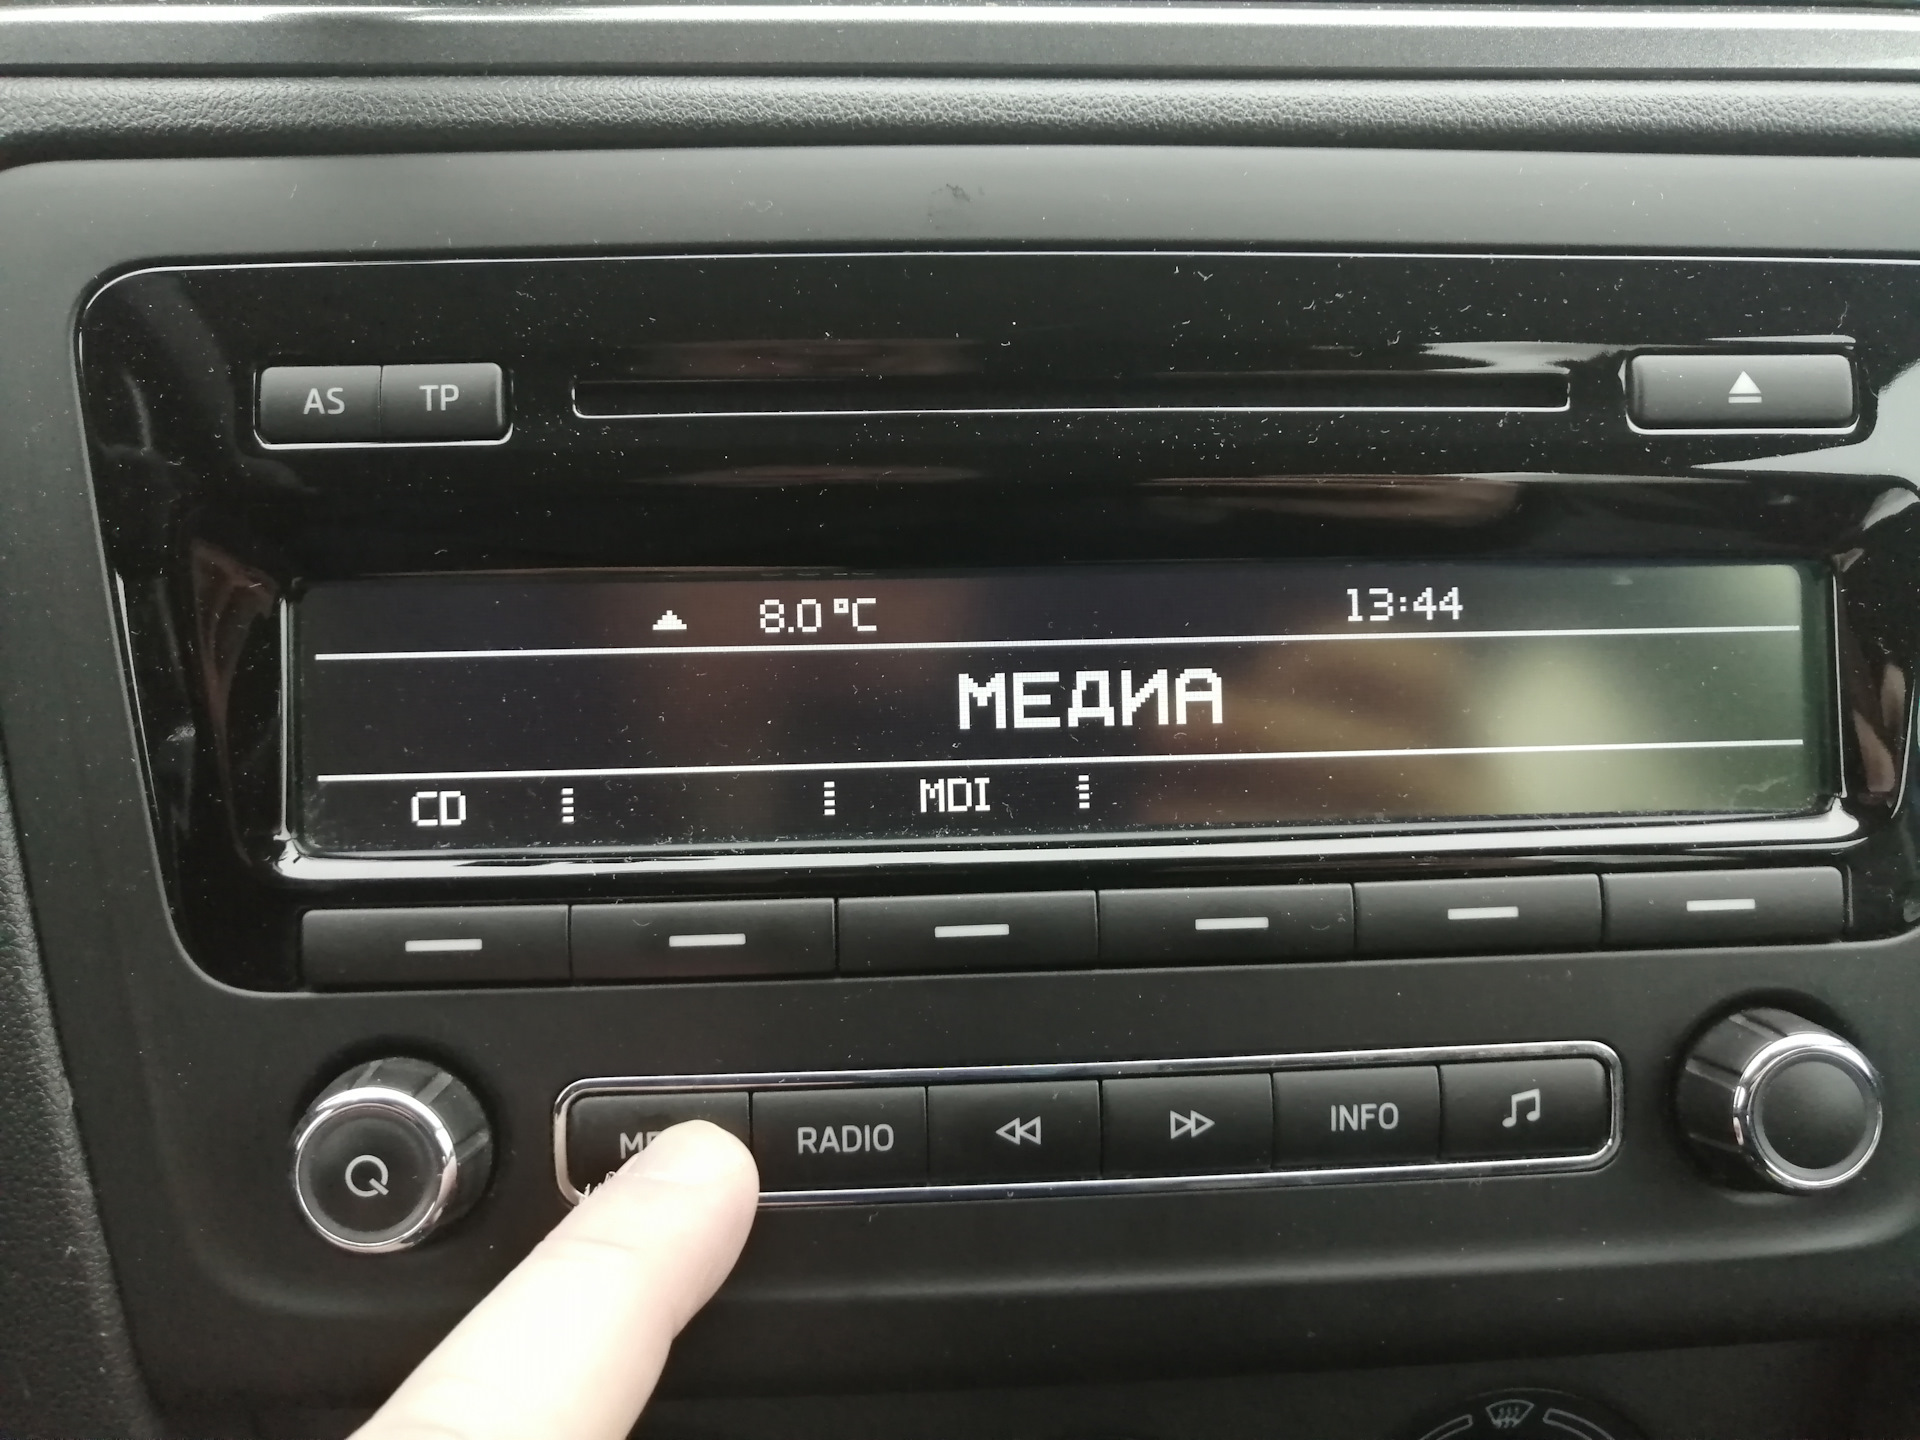 AS TP
8.0 °C 13:44
МЕДИА
CD MDI
RADIO INFO